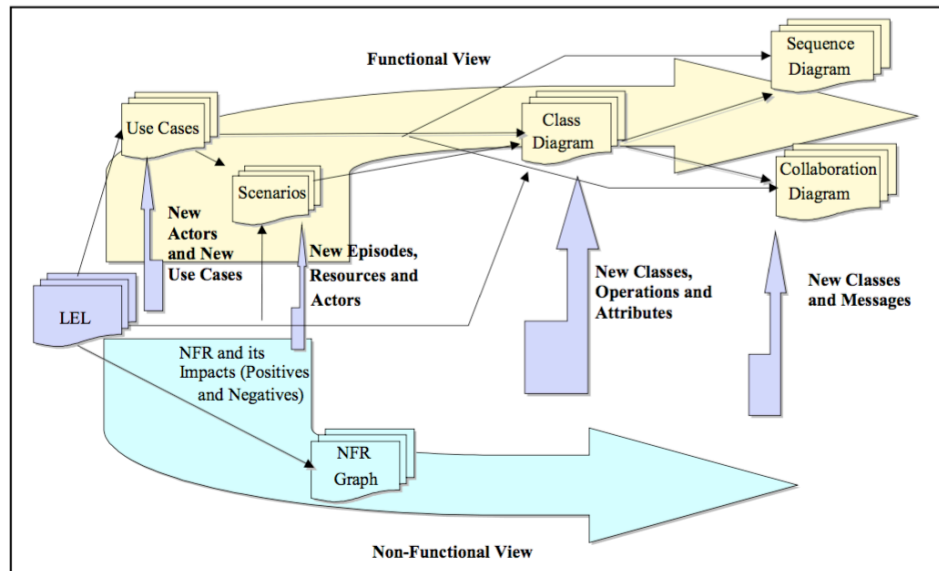 Functional View
Sequence
Diagram
Use Cases
Class
Diagram
Scenarios
Collaboration
Diagram
New
Actors
and New
Use Cases
New Episodes,
Resources and
Actors
New Classes,
Operations and
Attributes
New Classes
and Messages
LEL
NFR and its
Impacts (Positives
and Negatives)
NFR
Graph
Non-Functional View